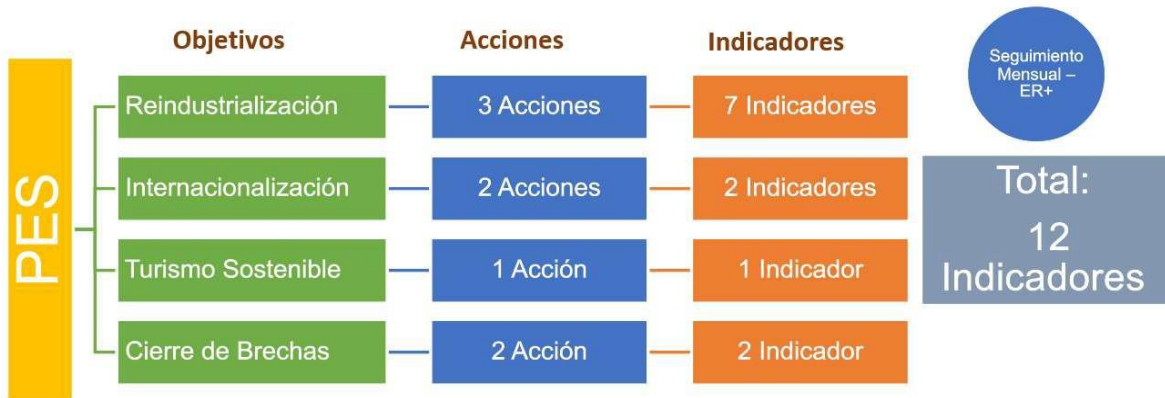 Objetivos
Acciones
Indicadores
Seguimiento
Mensual –
ER+
PES
Reindustrialización
3 Acciones
7 Indicadores
Internacionalización
2 Acciones
2 Indicadores
Turismo Sostenible
1 Acción
1 Indicador
Cierre de Brechas
2 Acción
2 Indicador
Total:
12
Indicadores